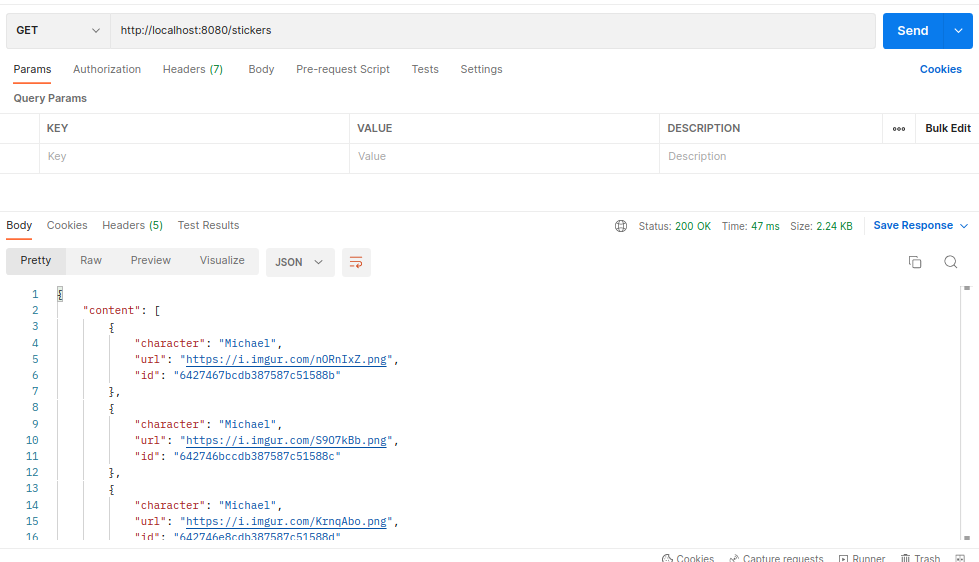 GET http://localhost:8080/stickers Send
Params Authorization Headers (7) Body Pre-request Script Tests Settings Cookies
Query Params
KEY VALUE DESCRIPTION Bulk Edit
Key Value Description
Body Cookies Headers (5) Test Results Status: 200 OK Time: 47 ms Size: 2.24 KB Save Response
Pretty Raw Preview Visualize JSON
1 {
2 "content": [
3 {
4 "character": "Michael",
5 "url": "https://i.imgur.com/nORnIxZ.png",
6 "id": "6427467bcdb387587c51588b"
7 },
8 {
9 "character": "Michael",
10 "url": "https://i.imgur.com/S9O7kBb.png",
11 "id": "642746bccdb387587c51588c"
12 },
13 {
14 "character": "Michael",
15 "url": "https://i.imgur.com/KrnqAbo.png",
16 "id": "642746e8cdb387587c51588d"
Cookies Capture requests Runner Trash